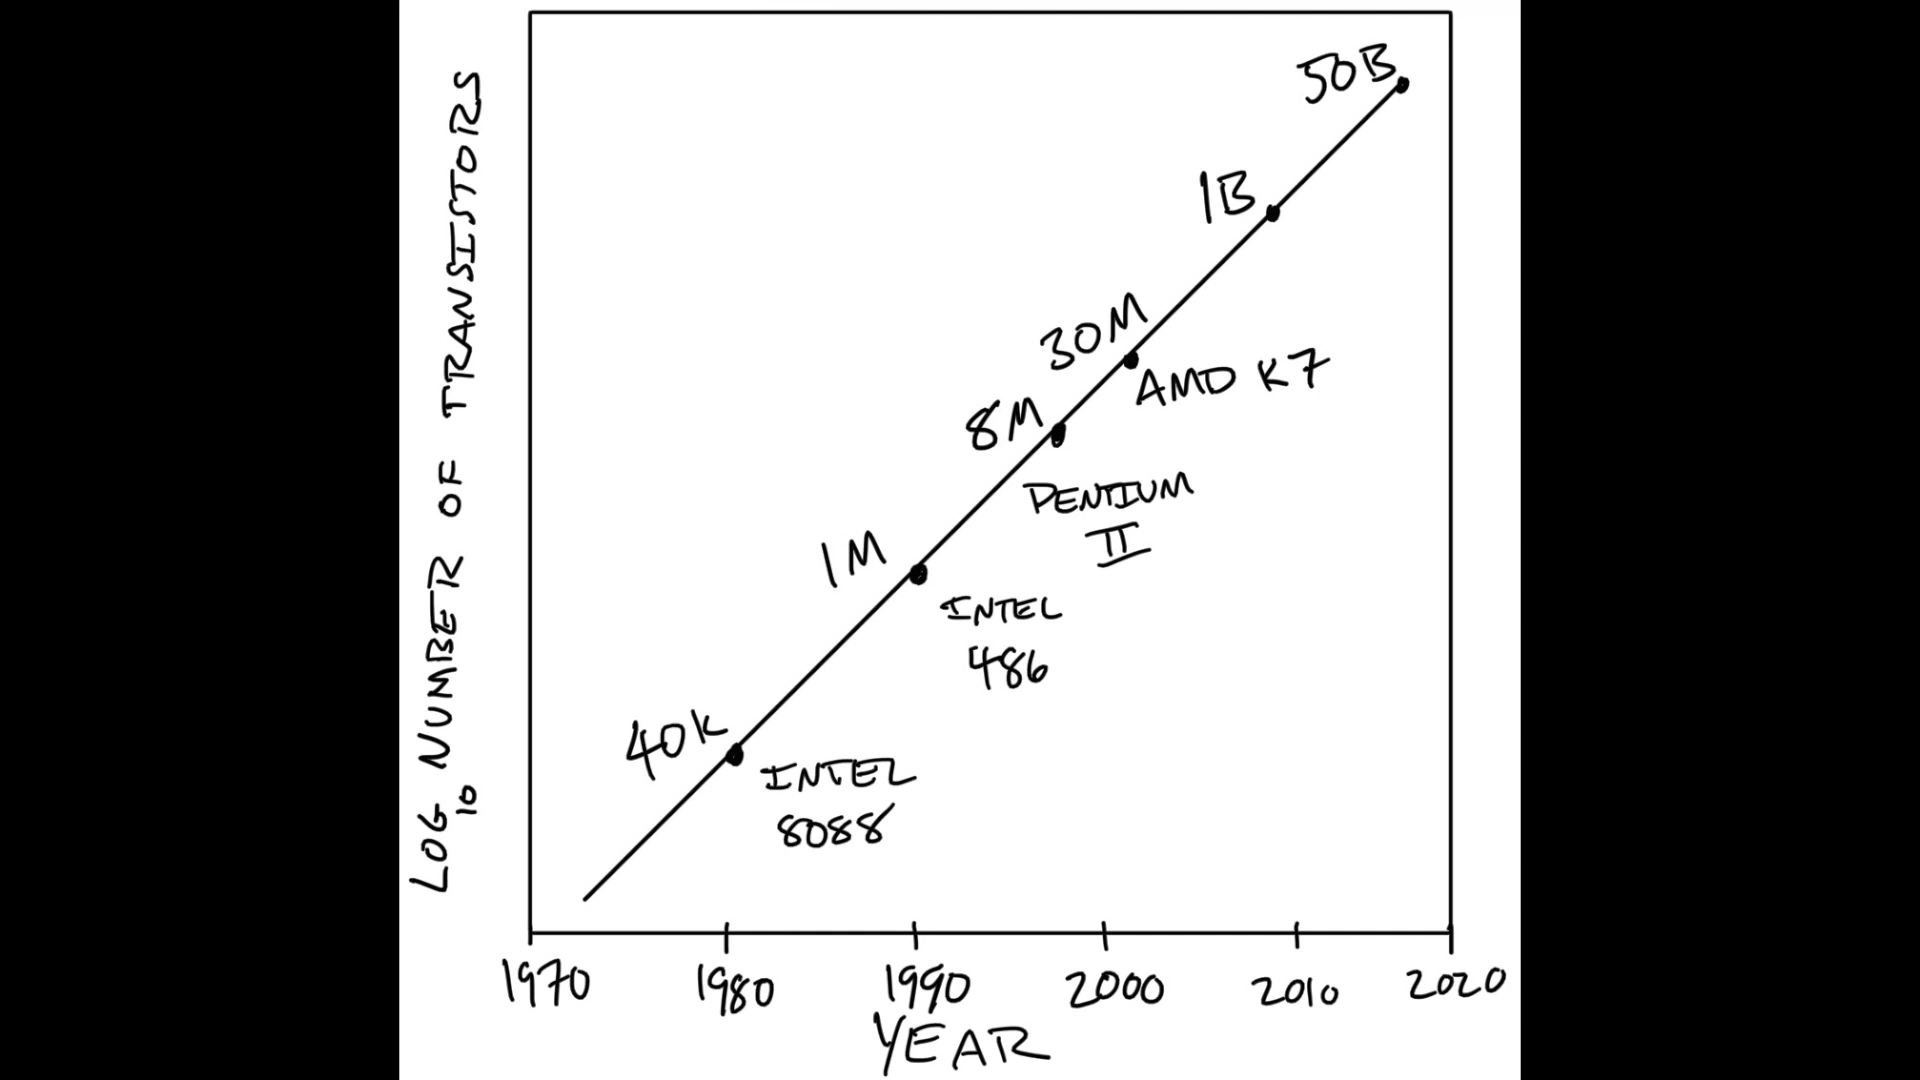 50B
1B
30M
AMD K7
8M
PENTIUM
II
1M
INTEL
486
40K
INTEL
8088
LOG10 NUMBER OF TRANSISTORS
1970 1980 1990 2000 2010 2020
YEAR